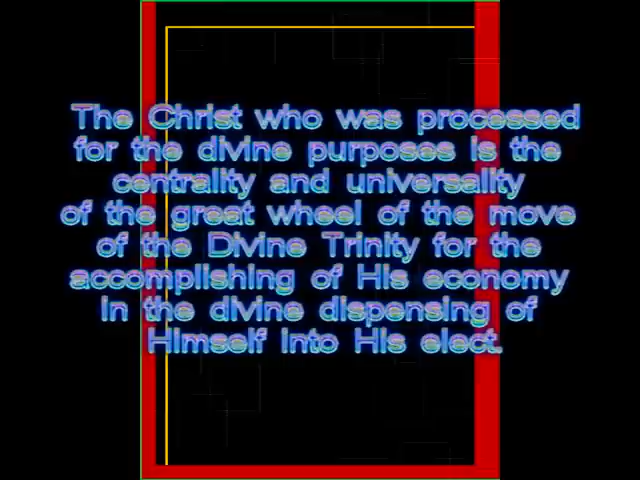 The Christ who was processed
for the divine purposes is the
centrality and universality
of the great wheel of the move
of the Divine Trinity for the
accomplishing of His economy
in the divine dispensing of
Himself into His elect.